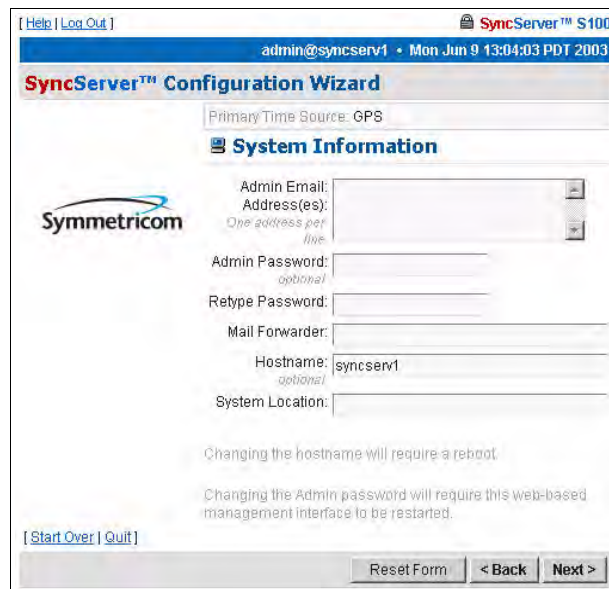 [ Help | Log Out ] SyncServer™ S100
admin@syncserv1 • Mon Jun 9 13:04:03 PDT 2003
SyncServer™ Configuration Wizard
Primary Time Source: GPS
System Information
Symmetricom
Admin Email:
Address(es):
One address per
line
Admin Password:
optional
Retype Password:
Mail Forwarder:
Hostname: syncserv1
optional
System Location:
Changing the hostname will require a reboot.
Changing the Admin password will require this web-based
management interface to be restarted.
[ Start Over | Quit ]
Reset Form < Back Next >